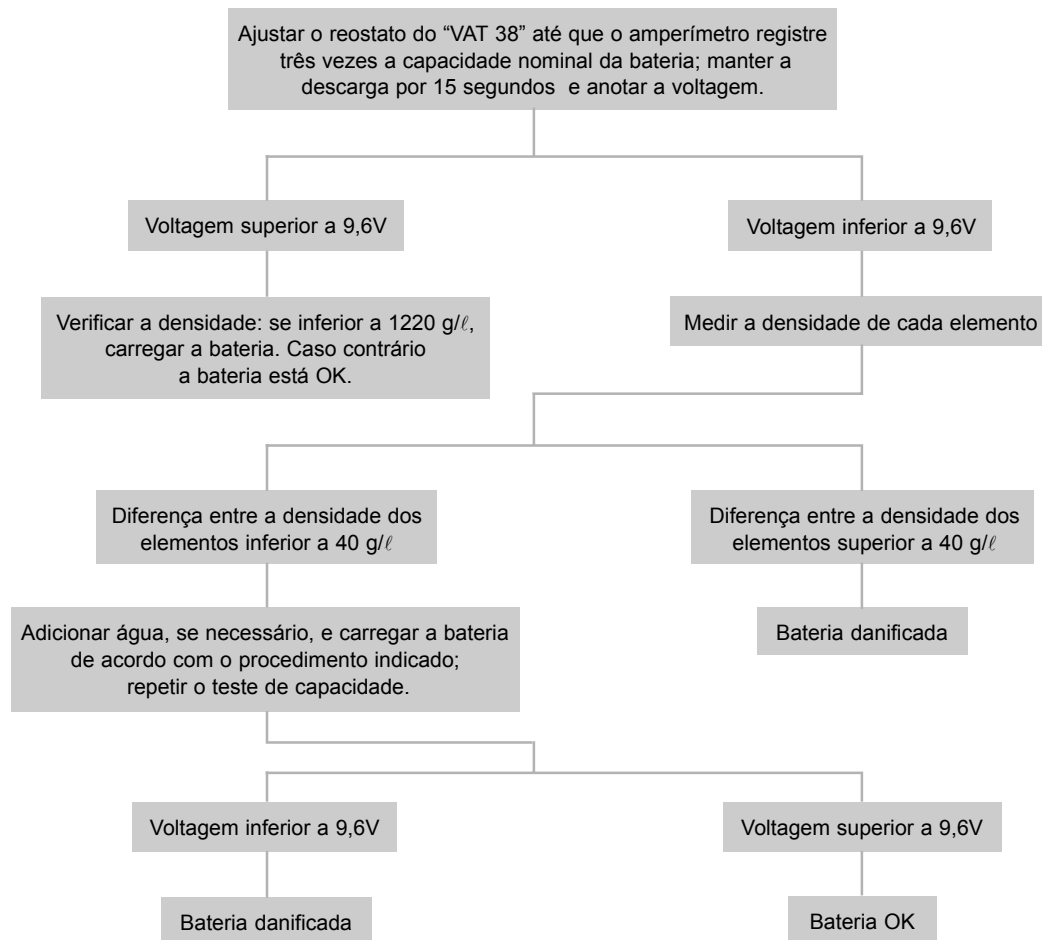 Ajustar o reostato do “VAT 38” até que o amperímetro registre
três vezes a capacidade nominal da bateria; manter a
descarga por 15 segundos e anotar a voltagem.
Voltagem superior a 9,6V
Voltagem inferior a 9,6V
Verificar a densidade: se inferior a 1220 g/ℓ,
carregar a bateria. Caso contrário
a bateria está OK.
Medir a densidade de cada elemento
Diferença entre a densidade dos
elementos inferior a 40 g/ℓ
Diferença entre a densidade dos
elementos superior a 40 g/ℓ
Adicionar água, se necessário, e carregar a bateria
de acordo com o procedimento indicado;
repetir o teste de capacidade.
Bateria danificada
Voltagem inferior a 9,6V
Voltagem superior a 9,6V
Bateria danificada
Bateria OK